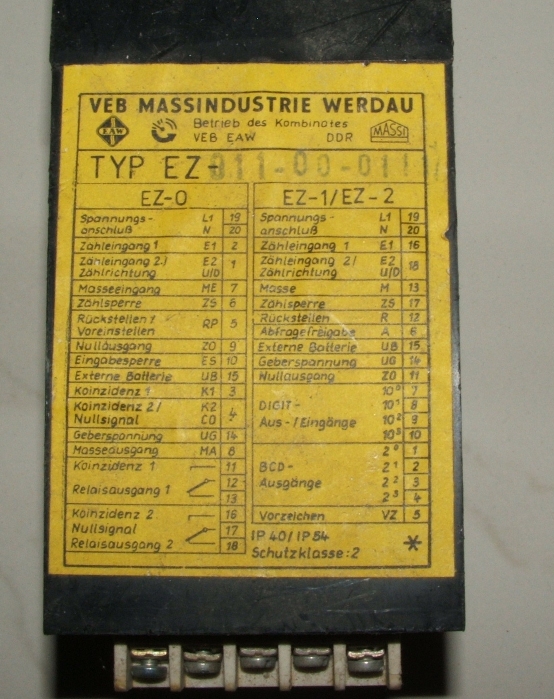 VEB MASSINDUSTRIE WERDAU
EAW Betrieb des Kombinates
VEB EAW DDR MASSI
TYP EZ-011-00-011
EZ-0
Spannungs- L1 19
anschluß N 20
Zähleingang 1 E1 2
Zähleingang 2./ E2 1
Zählrichtung U/D
Masseeingang ME 7
Zählsperre ZS 6
Rückstellen / RP 5
Voreinstellen
Nullausgang ZO 9
Eingabesperre ES 10
Externe Batterie UB 15
Koinzidenz 1 K1 3
Koinzidenz 2/ K2 4
Nullsignal CO
Geberspannung UG 14
Masseausgang MA 8
Koinzidenz 1 11
Relaisausgang 1 12
13
Koinzidenz 2 16
Nullsignal 17
Relaisausgang 2 18
EZ-1/EZ-2
Spannungs- L1 19
anschluß N 20
Zähleingang 1 E1 16
Zähleingang 2/ E2 18
Zählrichtung U/D
Masse M 13
Zählsperre ZS 17
Rückstellen R 12
Abfragefreigabe A 6
Externe Batterie UB 15
Geberspannung UG 14
Nullausgang ZO 11
10⁰ 7
DIGIT- 10¹ 8
Aus-/Eingänge 10² 9
10³ 10
2⁰ 1
BCD- 2¹ 2
Ausgänge 2² 3
2³ 4
Vorzeichen VZ 5
IP 40/IP 54
Schutzklasse: 2 *